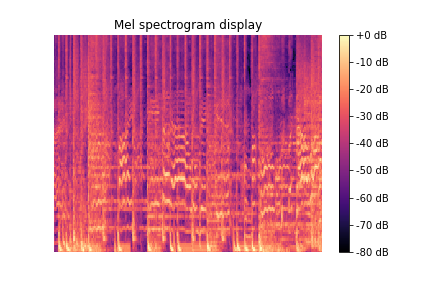 Mel spectrogram display
+0 dB
-10 dB
-20 dB
-30 dB
-40 dB
-50 dB
-60 dB
-70 dB
-80 dB